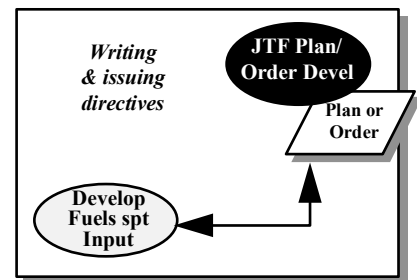 Writing
& issuing
directives
JTF Plan/
Order Devel
Plan or
Order
Develop
Fuels spt
Input